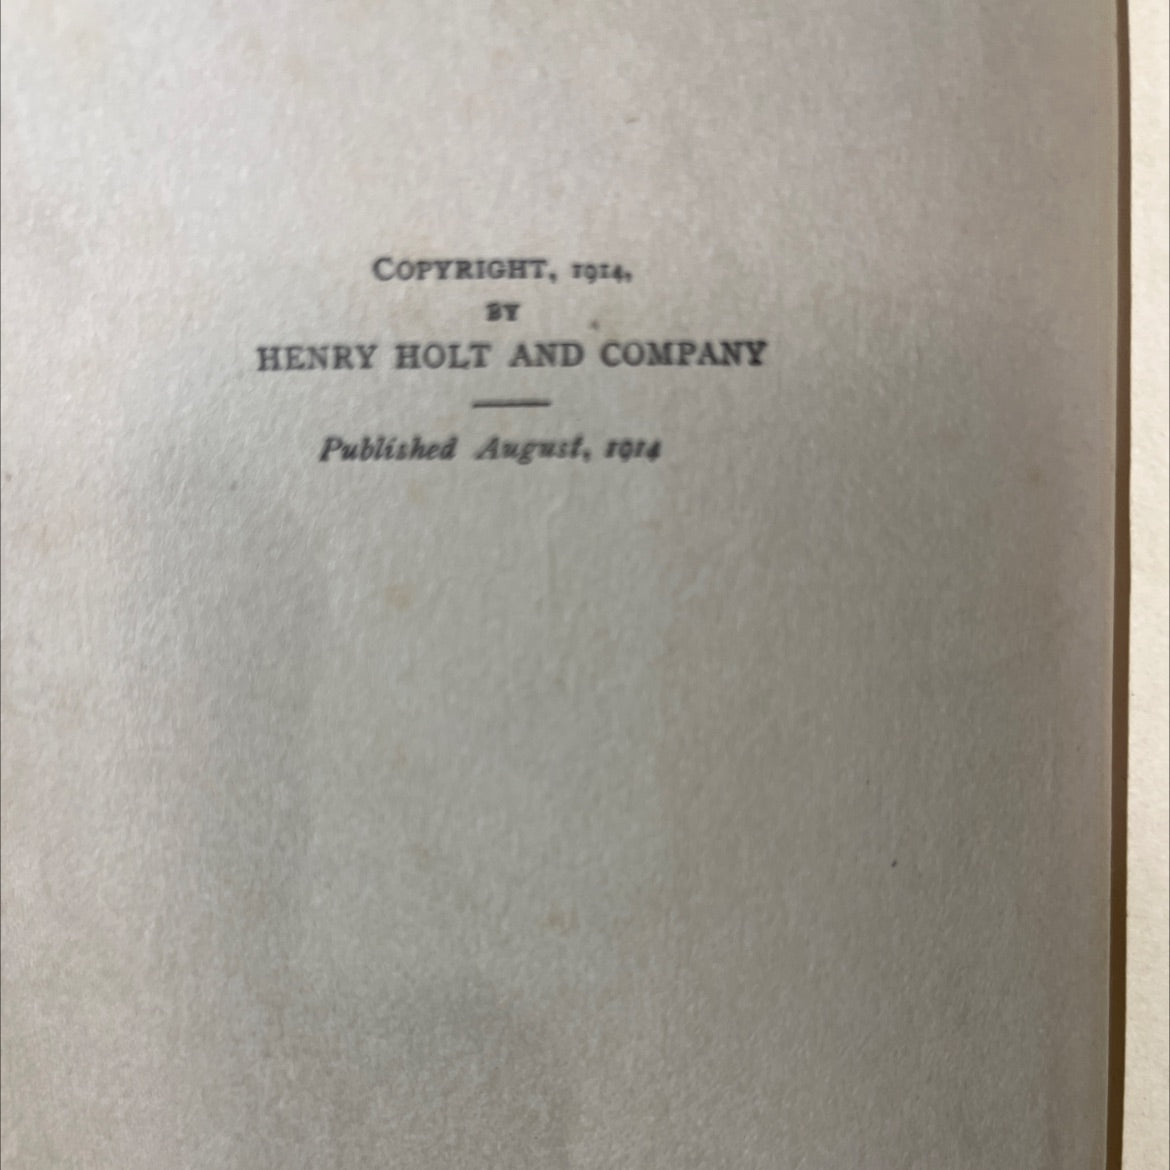 COPYRIGHT, 1914,
BY
HENRY HOLT AND COMPANY
Published August, 1914